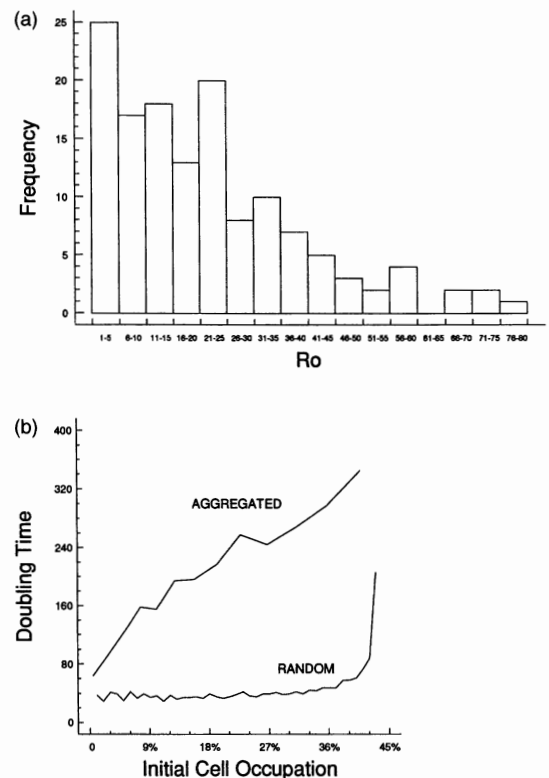 (a)
25
20
15
10
5
0
Frequency
1-5 6-10 11-15 16-20 21-25 26-30 31-35 36-40 41-45 46-50 51-55 56-60 61-65 66-70 71-75 76-80
Ro
(b)
400
320
240
160
80
0
Doubling Time
AGGREGATED
RANDOM
0 9% 18% 27% 36% 45%
Initial Cell Occupation